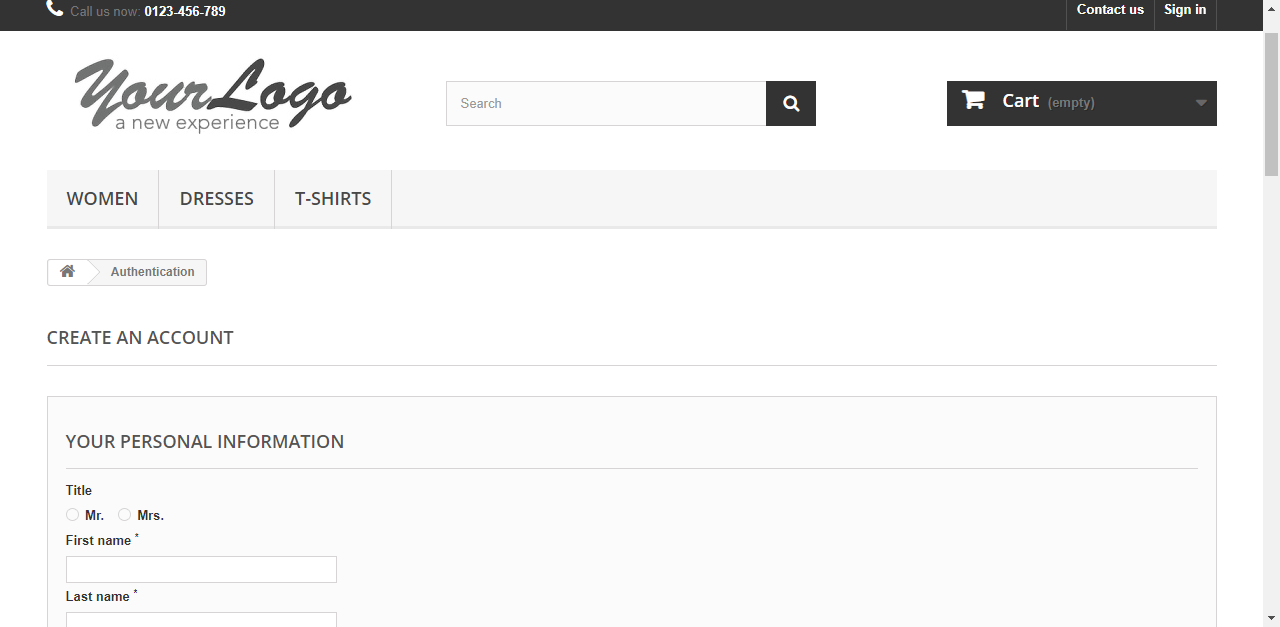 Call us now: 0123-456-789
Contact us
Sign in
YourLogo
a new experience
Search
Cart (empty)
WOMEN
DRESSES
T-SHIRTS
Authentication
CREATE AN ACCOUNT
YOUR PERSONAL INFORMATION
Title
Mr.
Mrs.
First name *
Last name *